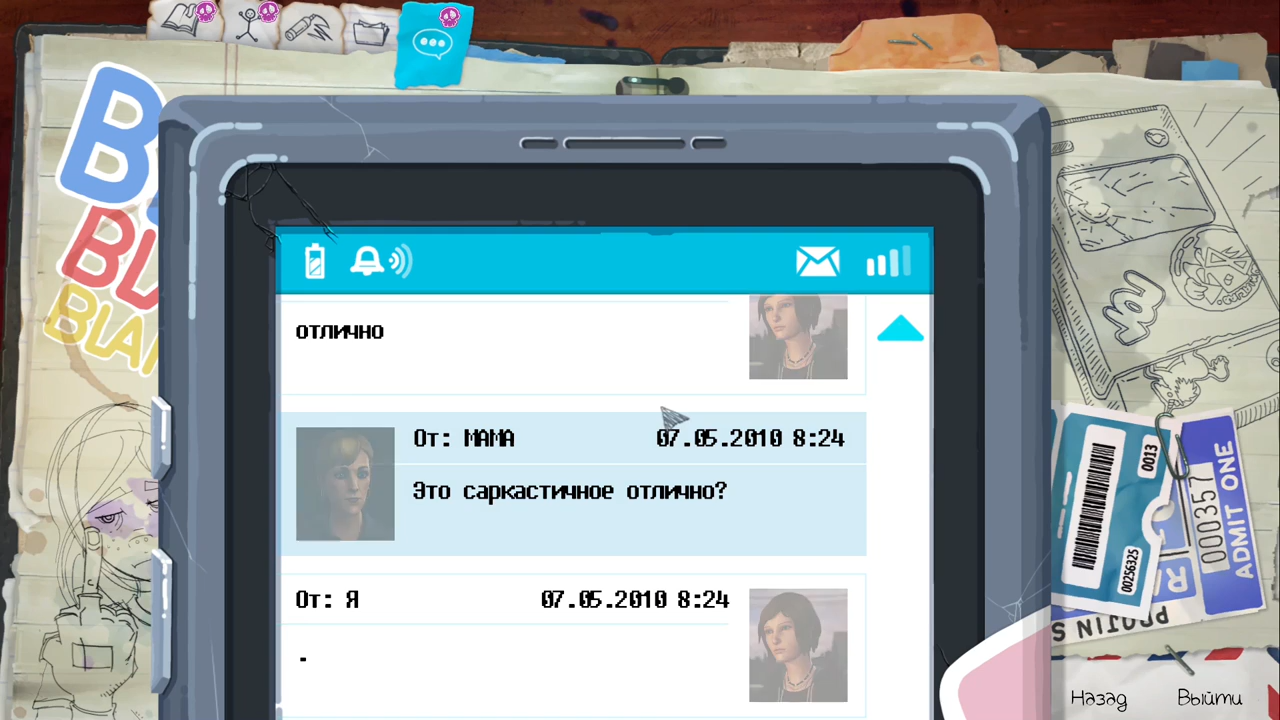 отлично
От: МАМА 07.05.2010 8:24
Это саркастичное отлично?
От: Я 07.05.2010 8:24
.
0013
00256325
000357
ADMIT ONE
Назад Выйти